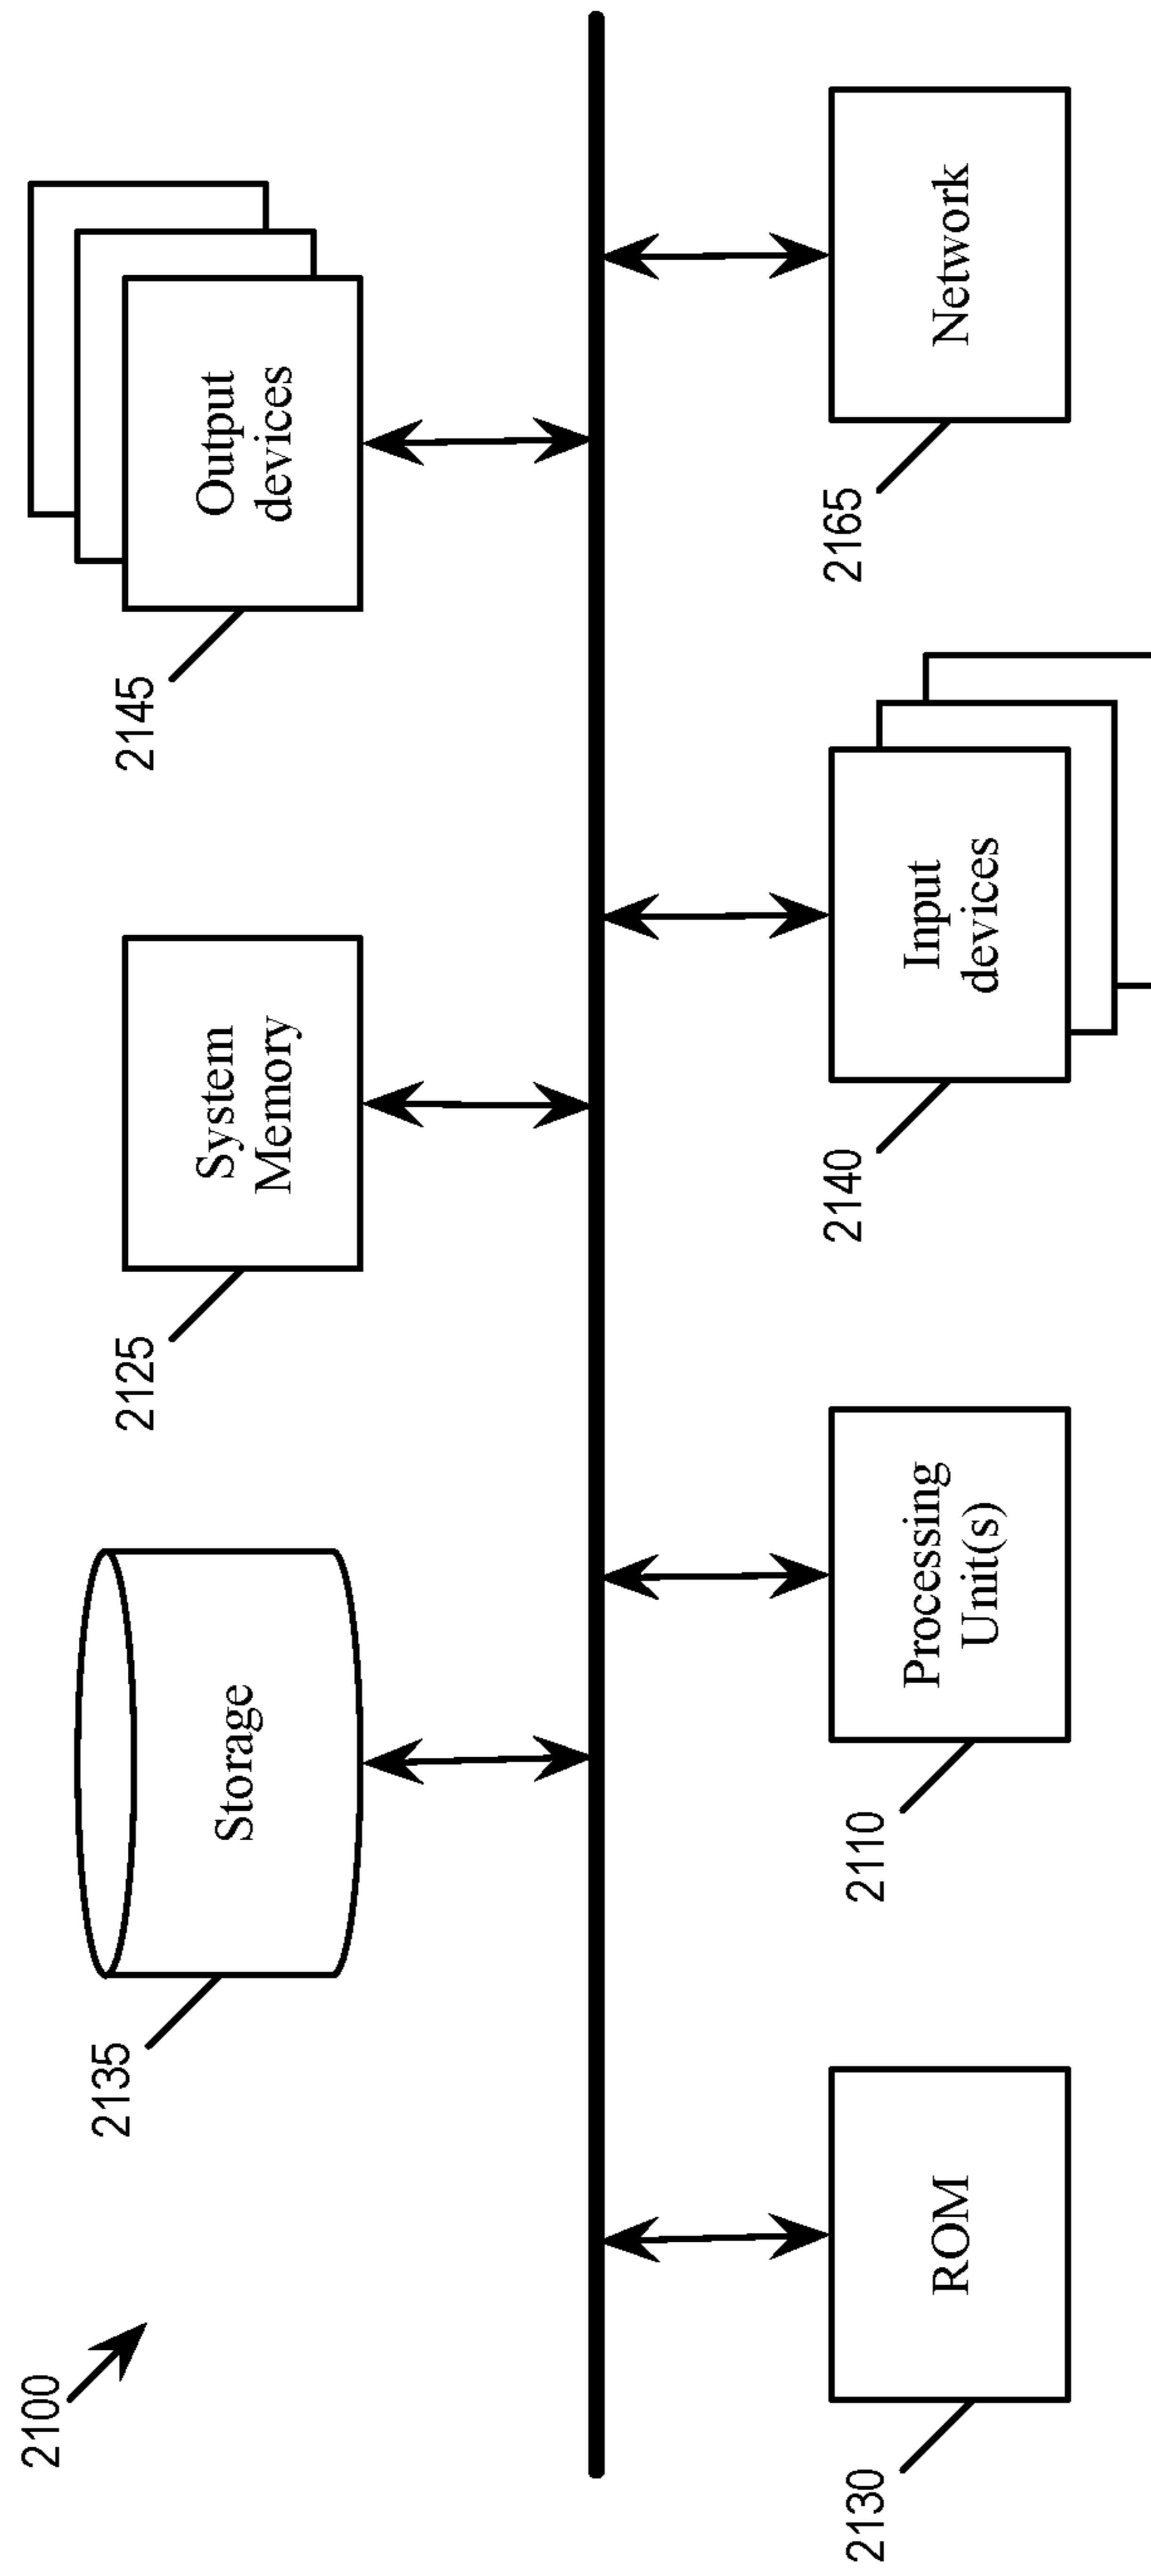 2100
2135
Storage
2125
System
Memory
2145
Output
devices
2130
ROM
2110
Processing
Unit(s)
2140
Input
devices
2165
Network